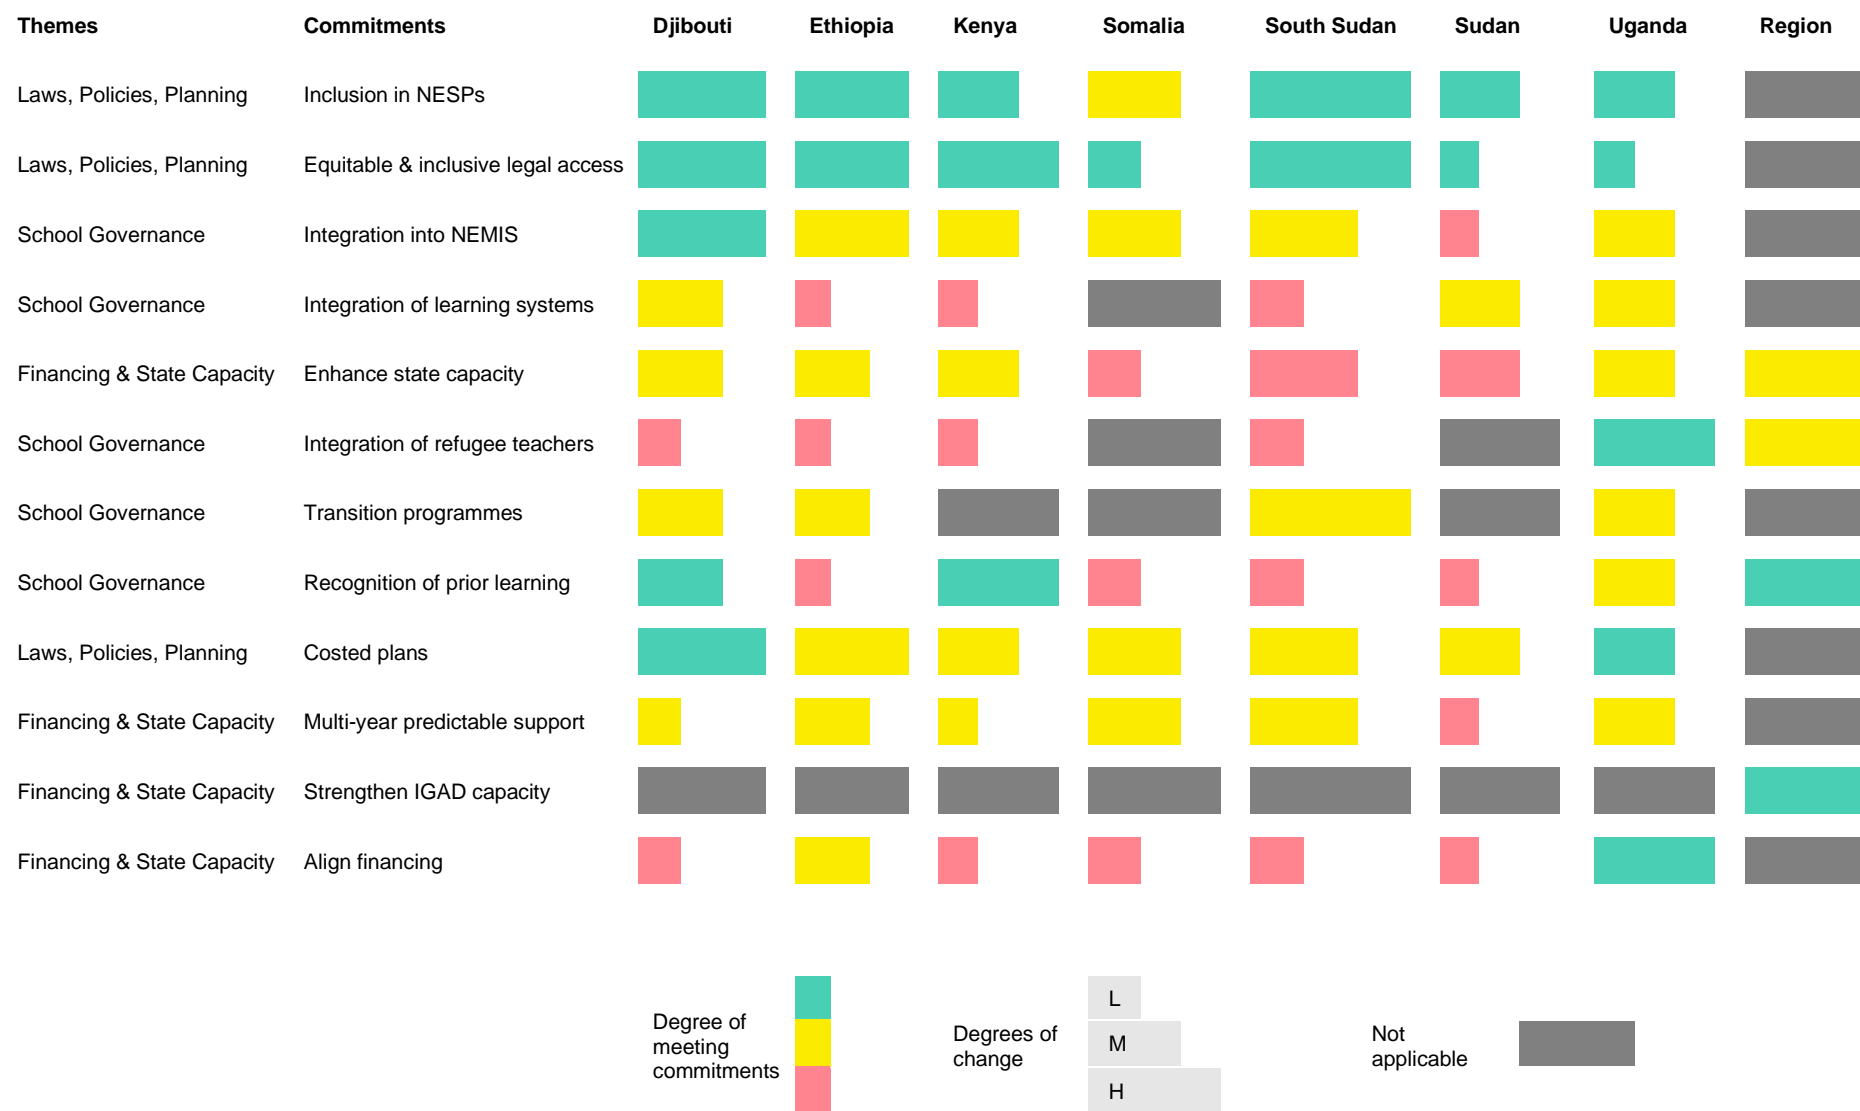 Themes Commitments Djibouti Ethiopia Kenya Somalia South Sudan Sudan Uganda Region
Laws, Policies, Planning Inclusion in NESPs
Laws, Policies, Planning Equitable & inclusive legal access
School Governance Integration into NEMIS
School Governance Integration of learning systems
Financing & State Capacity Enhance state capacity
School Governance Integration of refugee teachers
School Governance Transition programmes
School Governance Recognition of prior learning
Laws, Policies, Planning Costed plans
Financing & State Capacity Multi-year predictable support
Financing & State Capacity Strengthen IGAD capacity
Financing & State Capacity Align financing
Degree of
meeting
commitments
Degrees of
change
L
M
H
Not
applicable